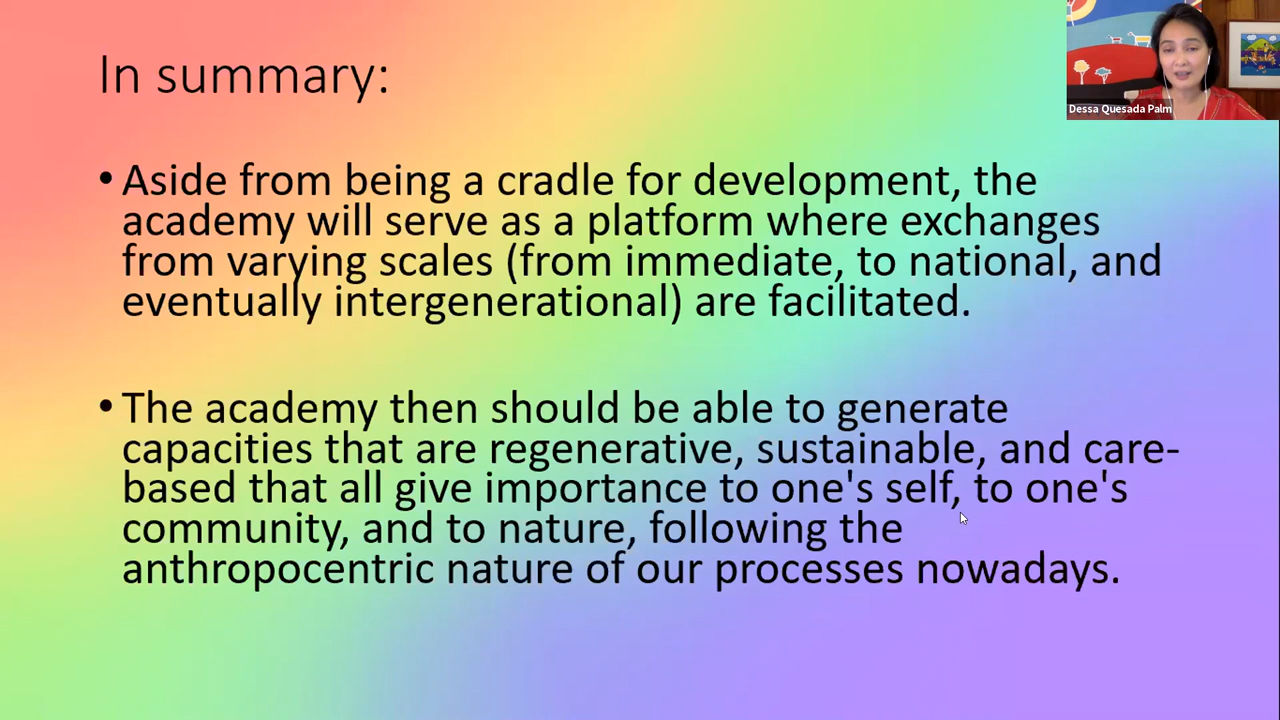 In summary:
Dessa Quesada Palm
• Aside from being a cradle for development, the
academy will serve as a platform where exchanges
from varying scales (from immediate, to national, and
eventually intergenerational) are facilitated.
• The academy then should be able to generate
capacities that are regenerative, sustainable, and care-
based that all give importance to one's self, to one's
community, and to nature, following the
anthropocentric nature of our processes nowadays.